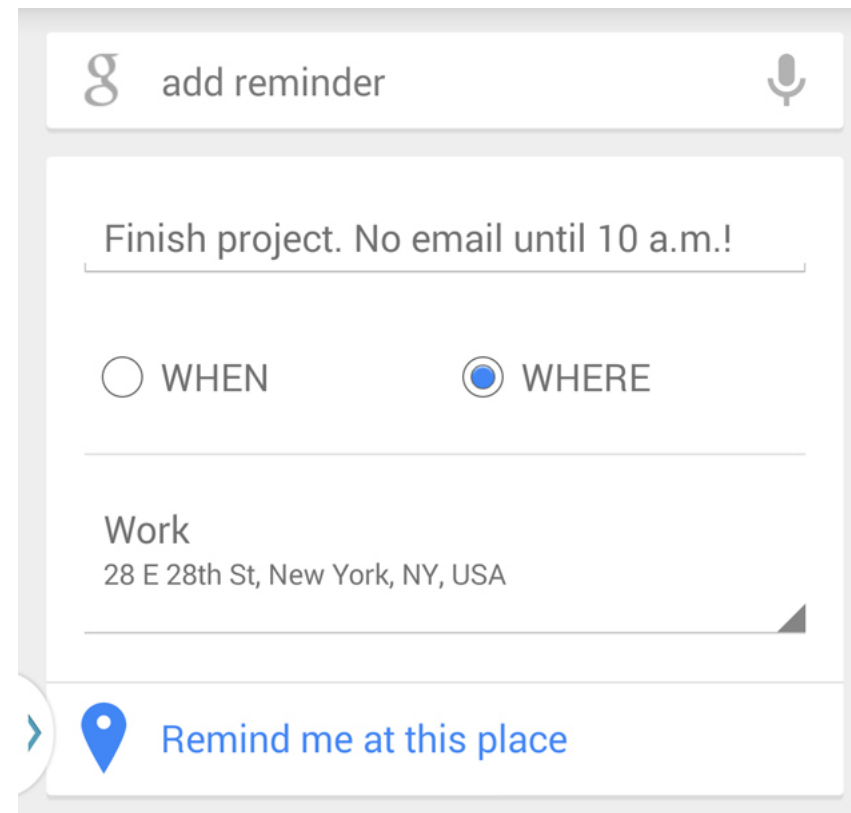 g add reminder
Finish project. No email until 10 a.m.!
WHEN WHERE
Work
28 E 28th St, New York, NY, USA
Remind me at this place